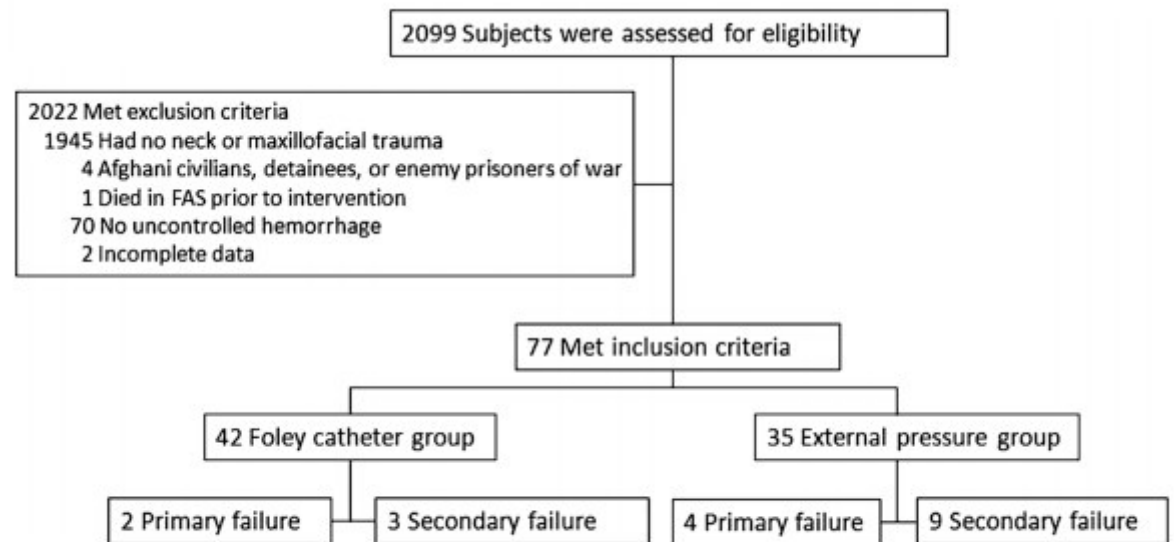 2099 Subjects were assessed for eligibility
2022 Met exclusion criteria
1945 Had no neck or maxillofacial trauma
4 Afghani civilians, detainees, or enemy prisoners of war
1 Died in FAS prior to intervention
70 No uncontrolled hemorrhage
2 Incomplete data
77 Met inclusion criteria
42 Foley catheter group
35 External pressure group
2 Primary failure
3 Secondary failure
4 Primary failure
9 Secondary failure